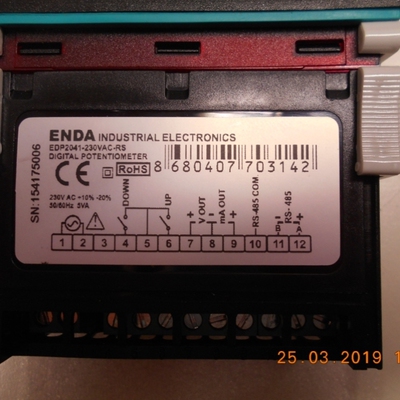 ENDA INDUSTRIAL ELECTRONICS
EDP2041-230VAC-RS
DIGITAL POTENTIOMETER
CE RoHS 8 680407 703142
SN:154175006
230V AC +10% -20%
50/60Hz 5VA
DOWN
UP
+ V OUT -
- mA OUT +
RS-485 COM
B - RS-485 + A
1 2 3 4 5 6 7 8 9 10 11 12
25.03.2019 1